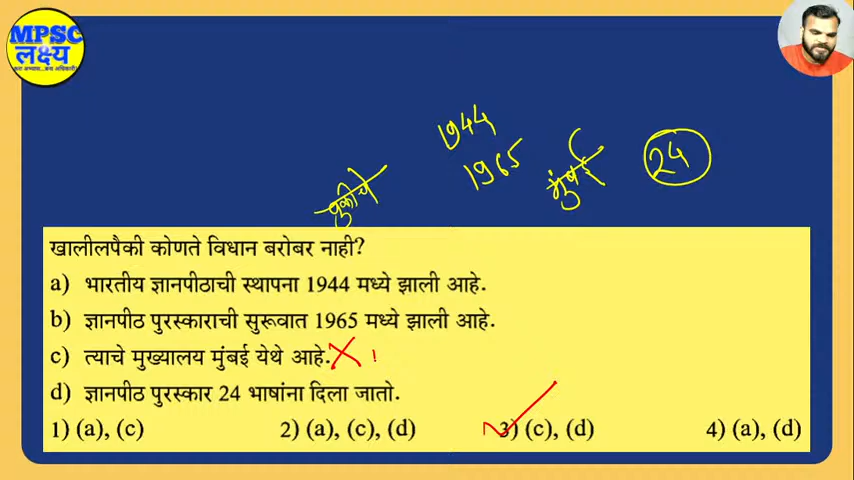 MPSC
लक्ष्य
1944
1965
मुंबई
24
चुकीचे
खालीलपैकी कोणते विधान बरोबर नाही?
a) भारतीय ज्ञानपीठाची स्थापना 1944 मध्ये झाली आहे.
b) ज्ञानपीठ पुरस्काराची सुरूवात 1965 मध्ये झाली आहे.
c) त्याचे मुख्यालय मुंबई येथे आहे.
d) ज्ञानपीठ पुरस्कार 24 भाषांना दिला जातो.
1) (a), (c) 2) (a), (c), (d) 3) (c), (d) 4) (a), (d)